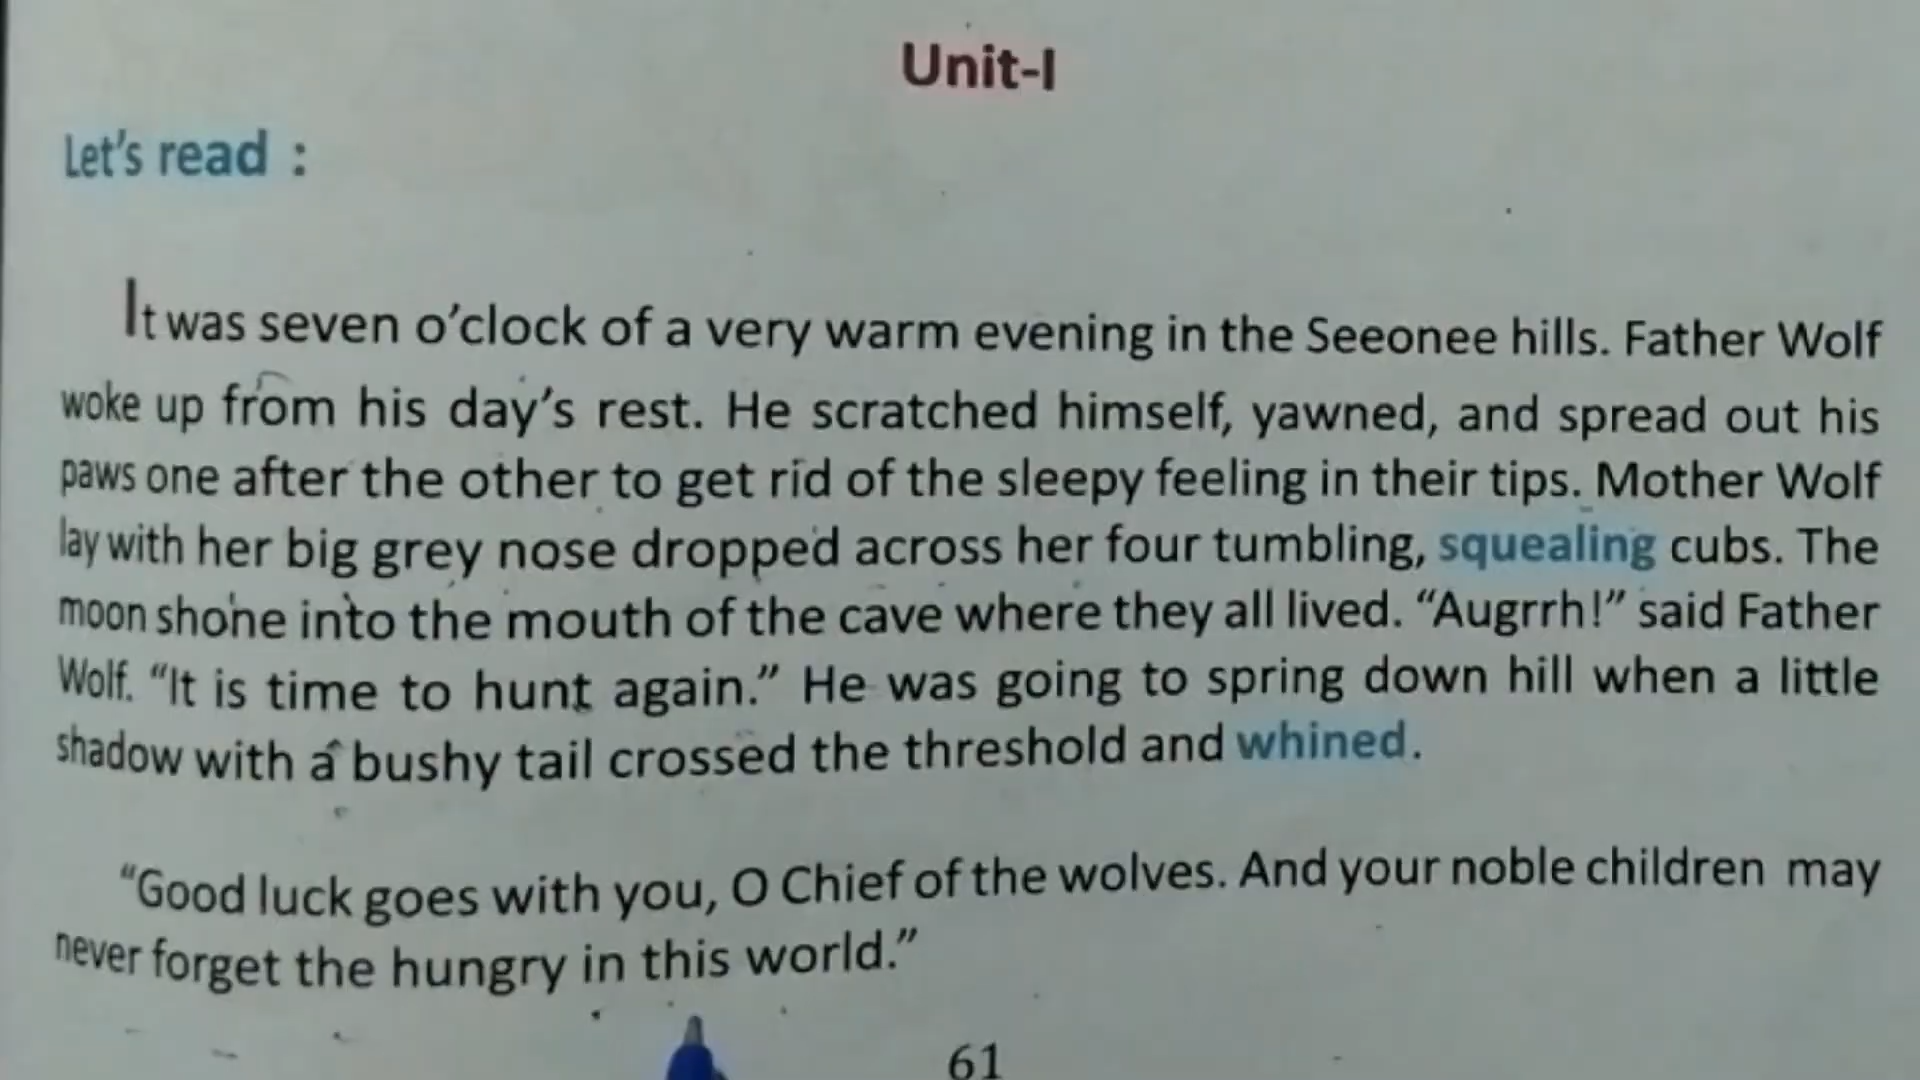 Unit-I
Let's read :
It was seven o'clock of a very warm evening in the Seeonee hills. Father Wolf
woke up from his day's rest. He scratched himself, yawned, and spread out his
paws one after the other to get rid of the sleepy feeling in their tips. Mother Wolf
lay with her big grey nose dropped across her four tumbling, squealing cubs. The
moon shone into the mouth of the cave where they all lived. “Augrrh!” said Father
Wolf. “It is time to hunt again.” He was going to spring down hill when a little
shadow with a bushy tail crossed the threshold and whined.
“Good luck goes with you, O Chief of the wolves. And your noble children may
never forget the hungry in this world.”
61